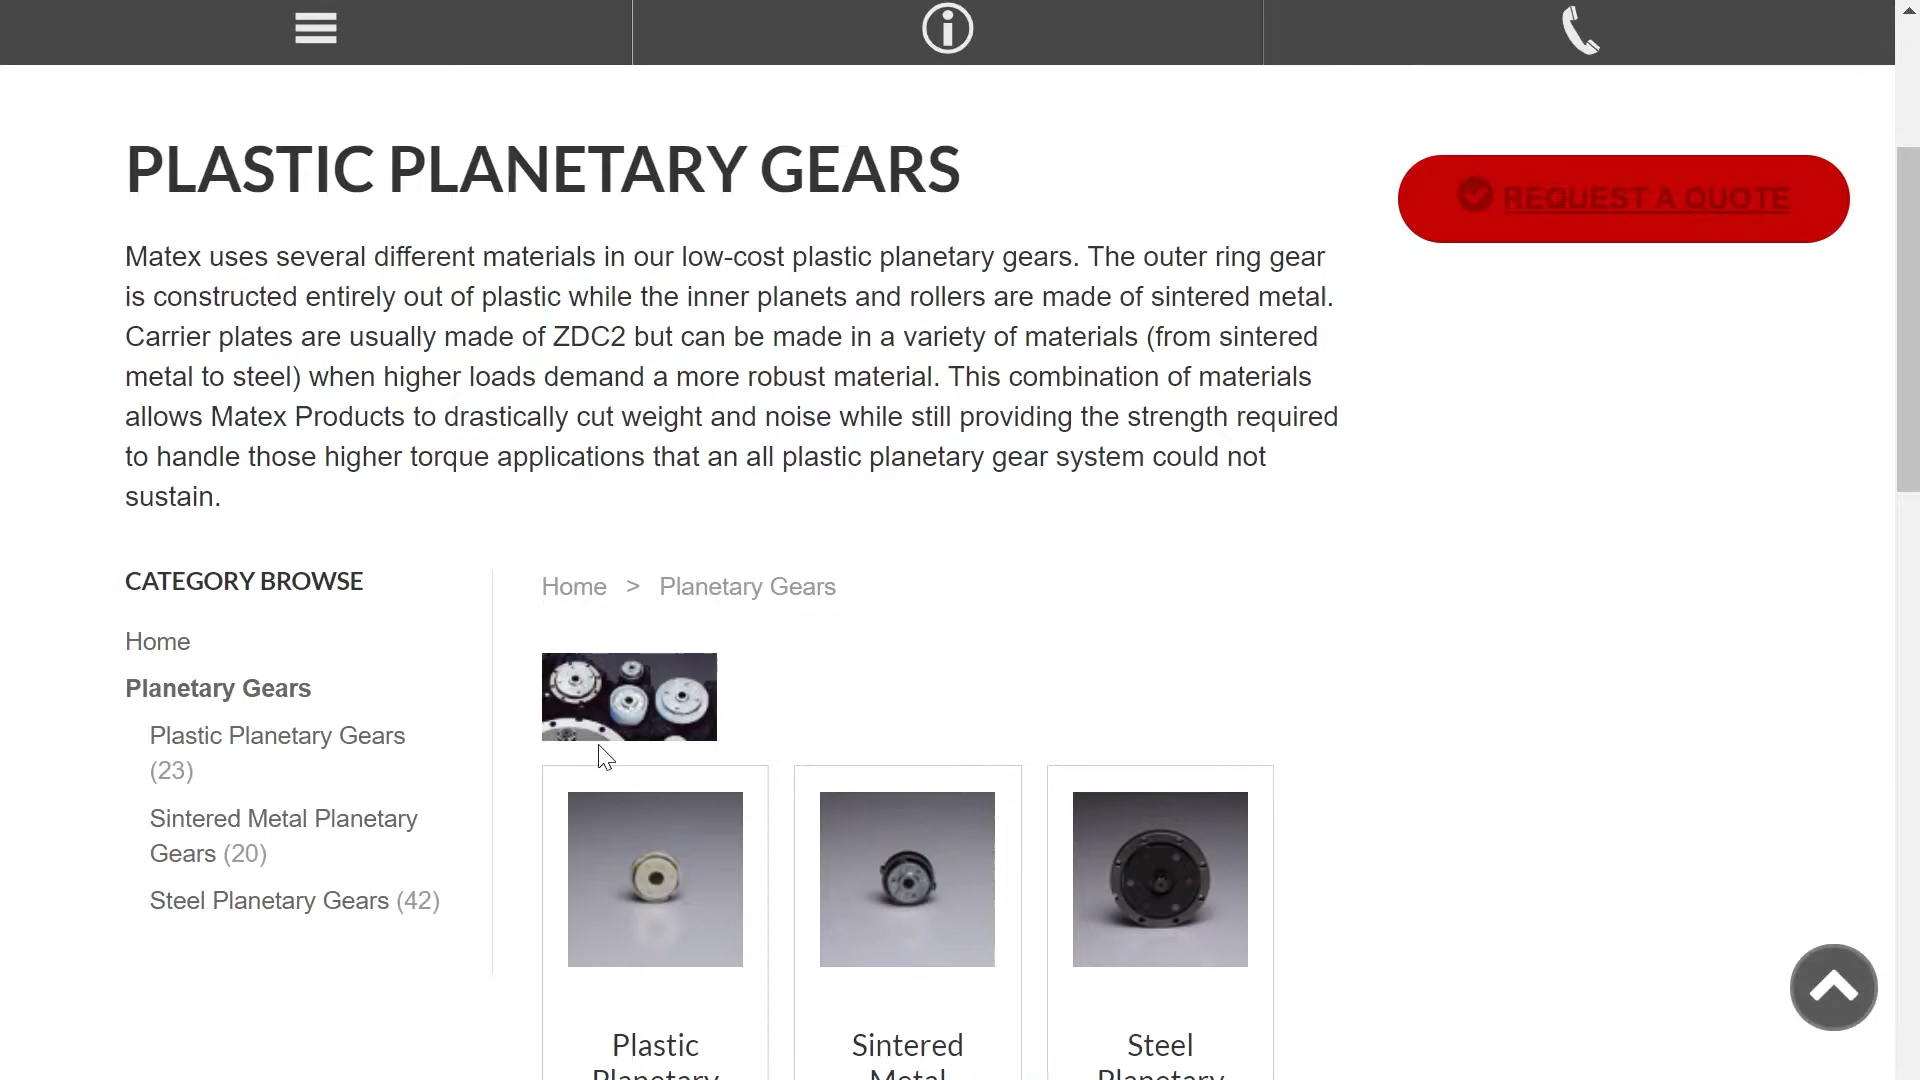 PLASTIC PLANETARY GEARS
REQUEST A QUOTE
Matex uses several different materials in our low-cost plastic planetary gears. The outer ring gear
is constructed entirely out of plastic while the inner planets and rollers are made of sintered metal.
Carrier plates are usually made of ZDC2 but can be made in a variety of materials (from sintered
metal to steel) when higher loads demand a more robust material. This combination of materials
allows Matex Products to drastically cut weight and noise while still providing the strength required
to handle those higher torque applications that an all plastic planetary gear system could not
sustain.
CATEGORY BROWSE
Home
Planetary Gears
Plastic Planetary Gears
(23)
Sintered Metal Planetary
Gears (20)
Steel Planetary Gears (42)
Home > Planetary Gears
Plastic
Planetary
Sintered
Metal
Steel
Planetary